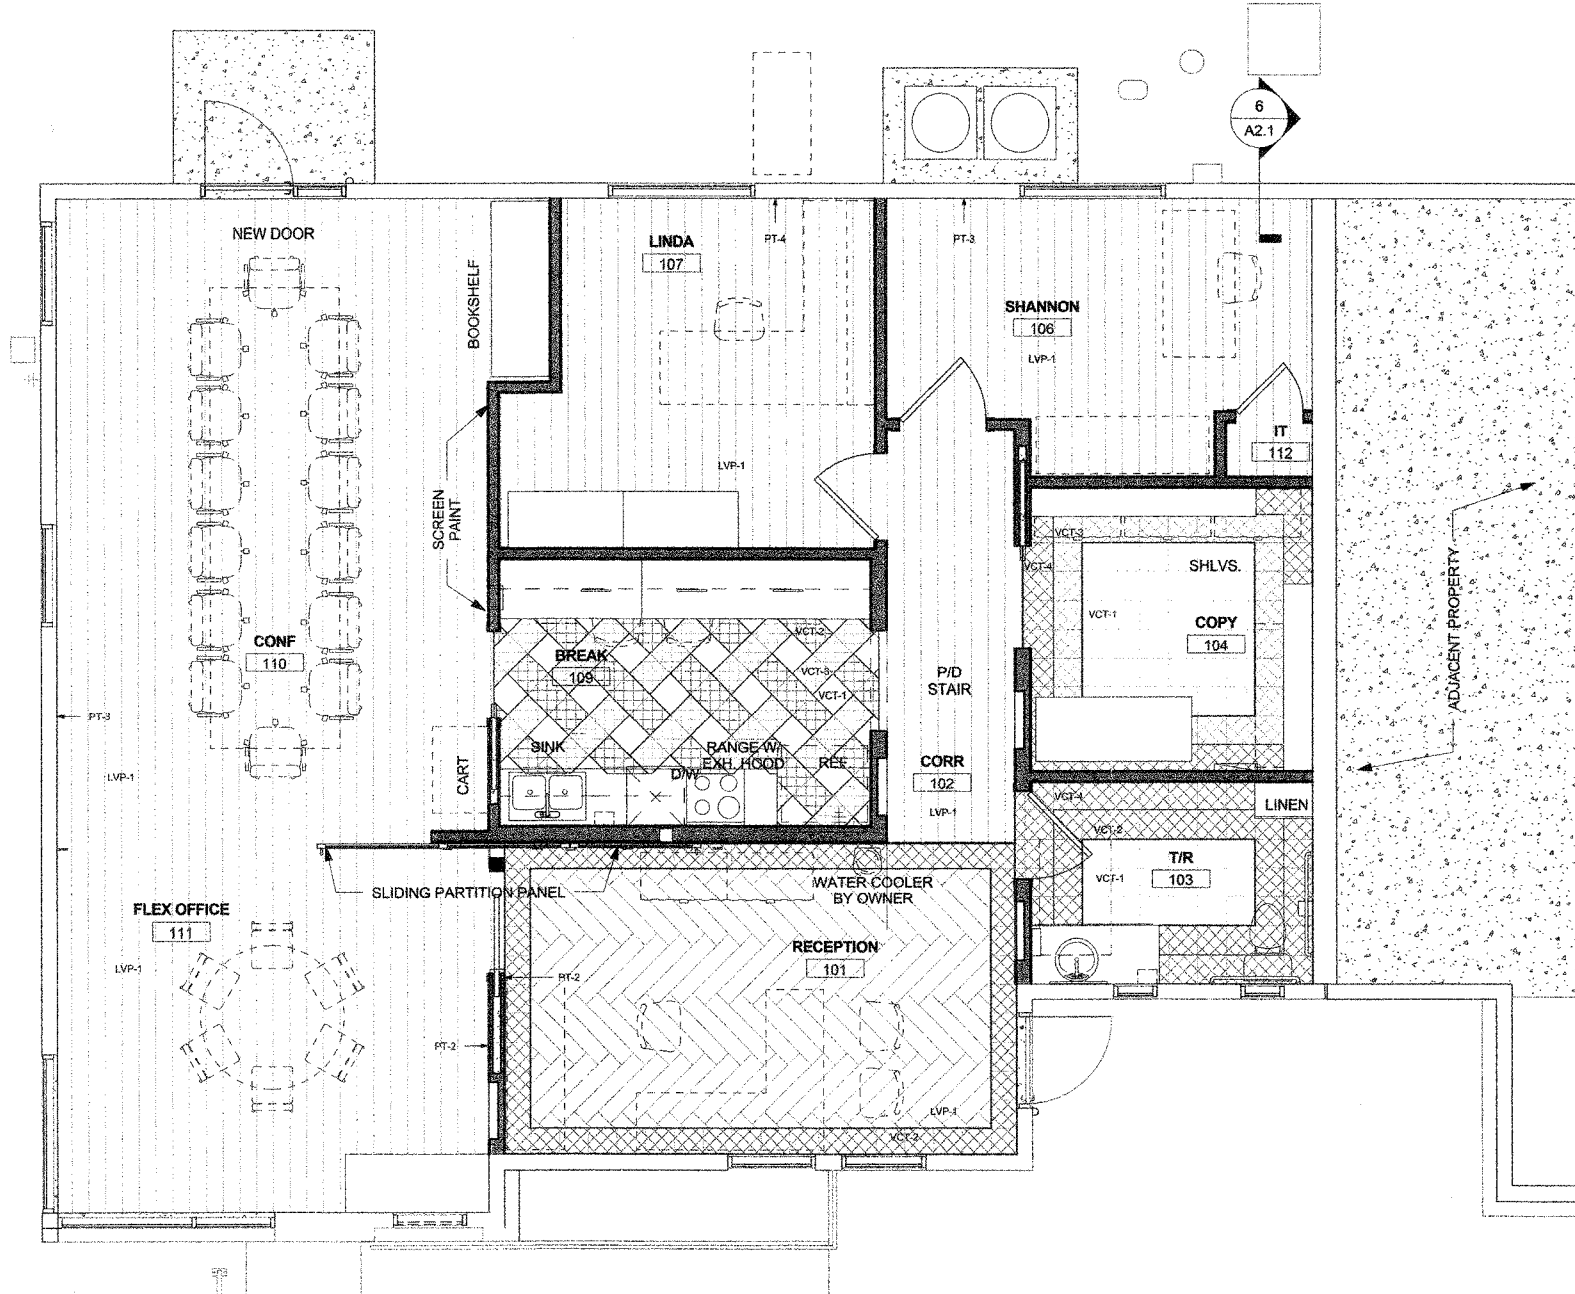 6
A2.1
NEW DOOR
BOOKSHELF
LINDA
107
PT-4
PT-3
SHANNON
106
LVP-1
IT
112
LVP-1
SCREEN
PAINT
VCT-3
VCT-4
SHLVS.
VCT-1
COPY
104
ADJACENT PROPERTY
CONF
110
BREAK
109
VCT-2
VCT-3
VCT-1
P/D
STAIR
PT-3
LVP-1
CART
SINK
D/W
RANGE W/
EXH. HOOD
REF
CORR
102
LVP-1
VCT-4
VCT-2
LINEN
T/R
103
VCT-1
SLIDING PARTITION PANEL
WATER COOLER
BY OWNER
FLEX OFFICE
111
LVP-1
RECEPTION
101
PT-2
PT-2
LVP-1
VCT-2